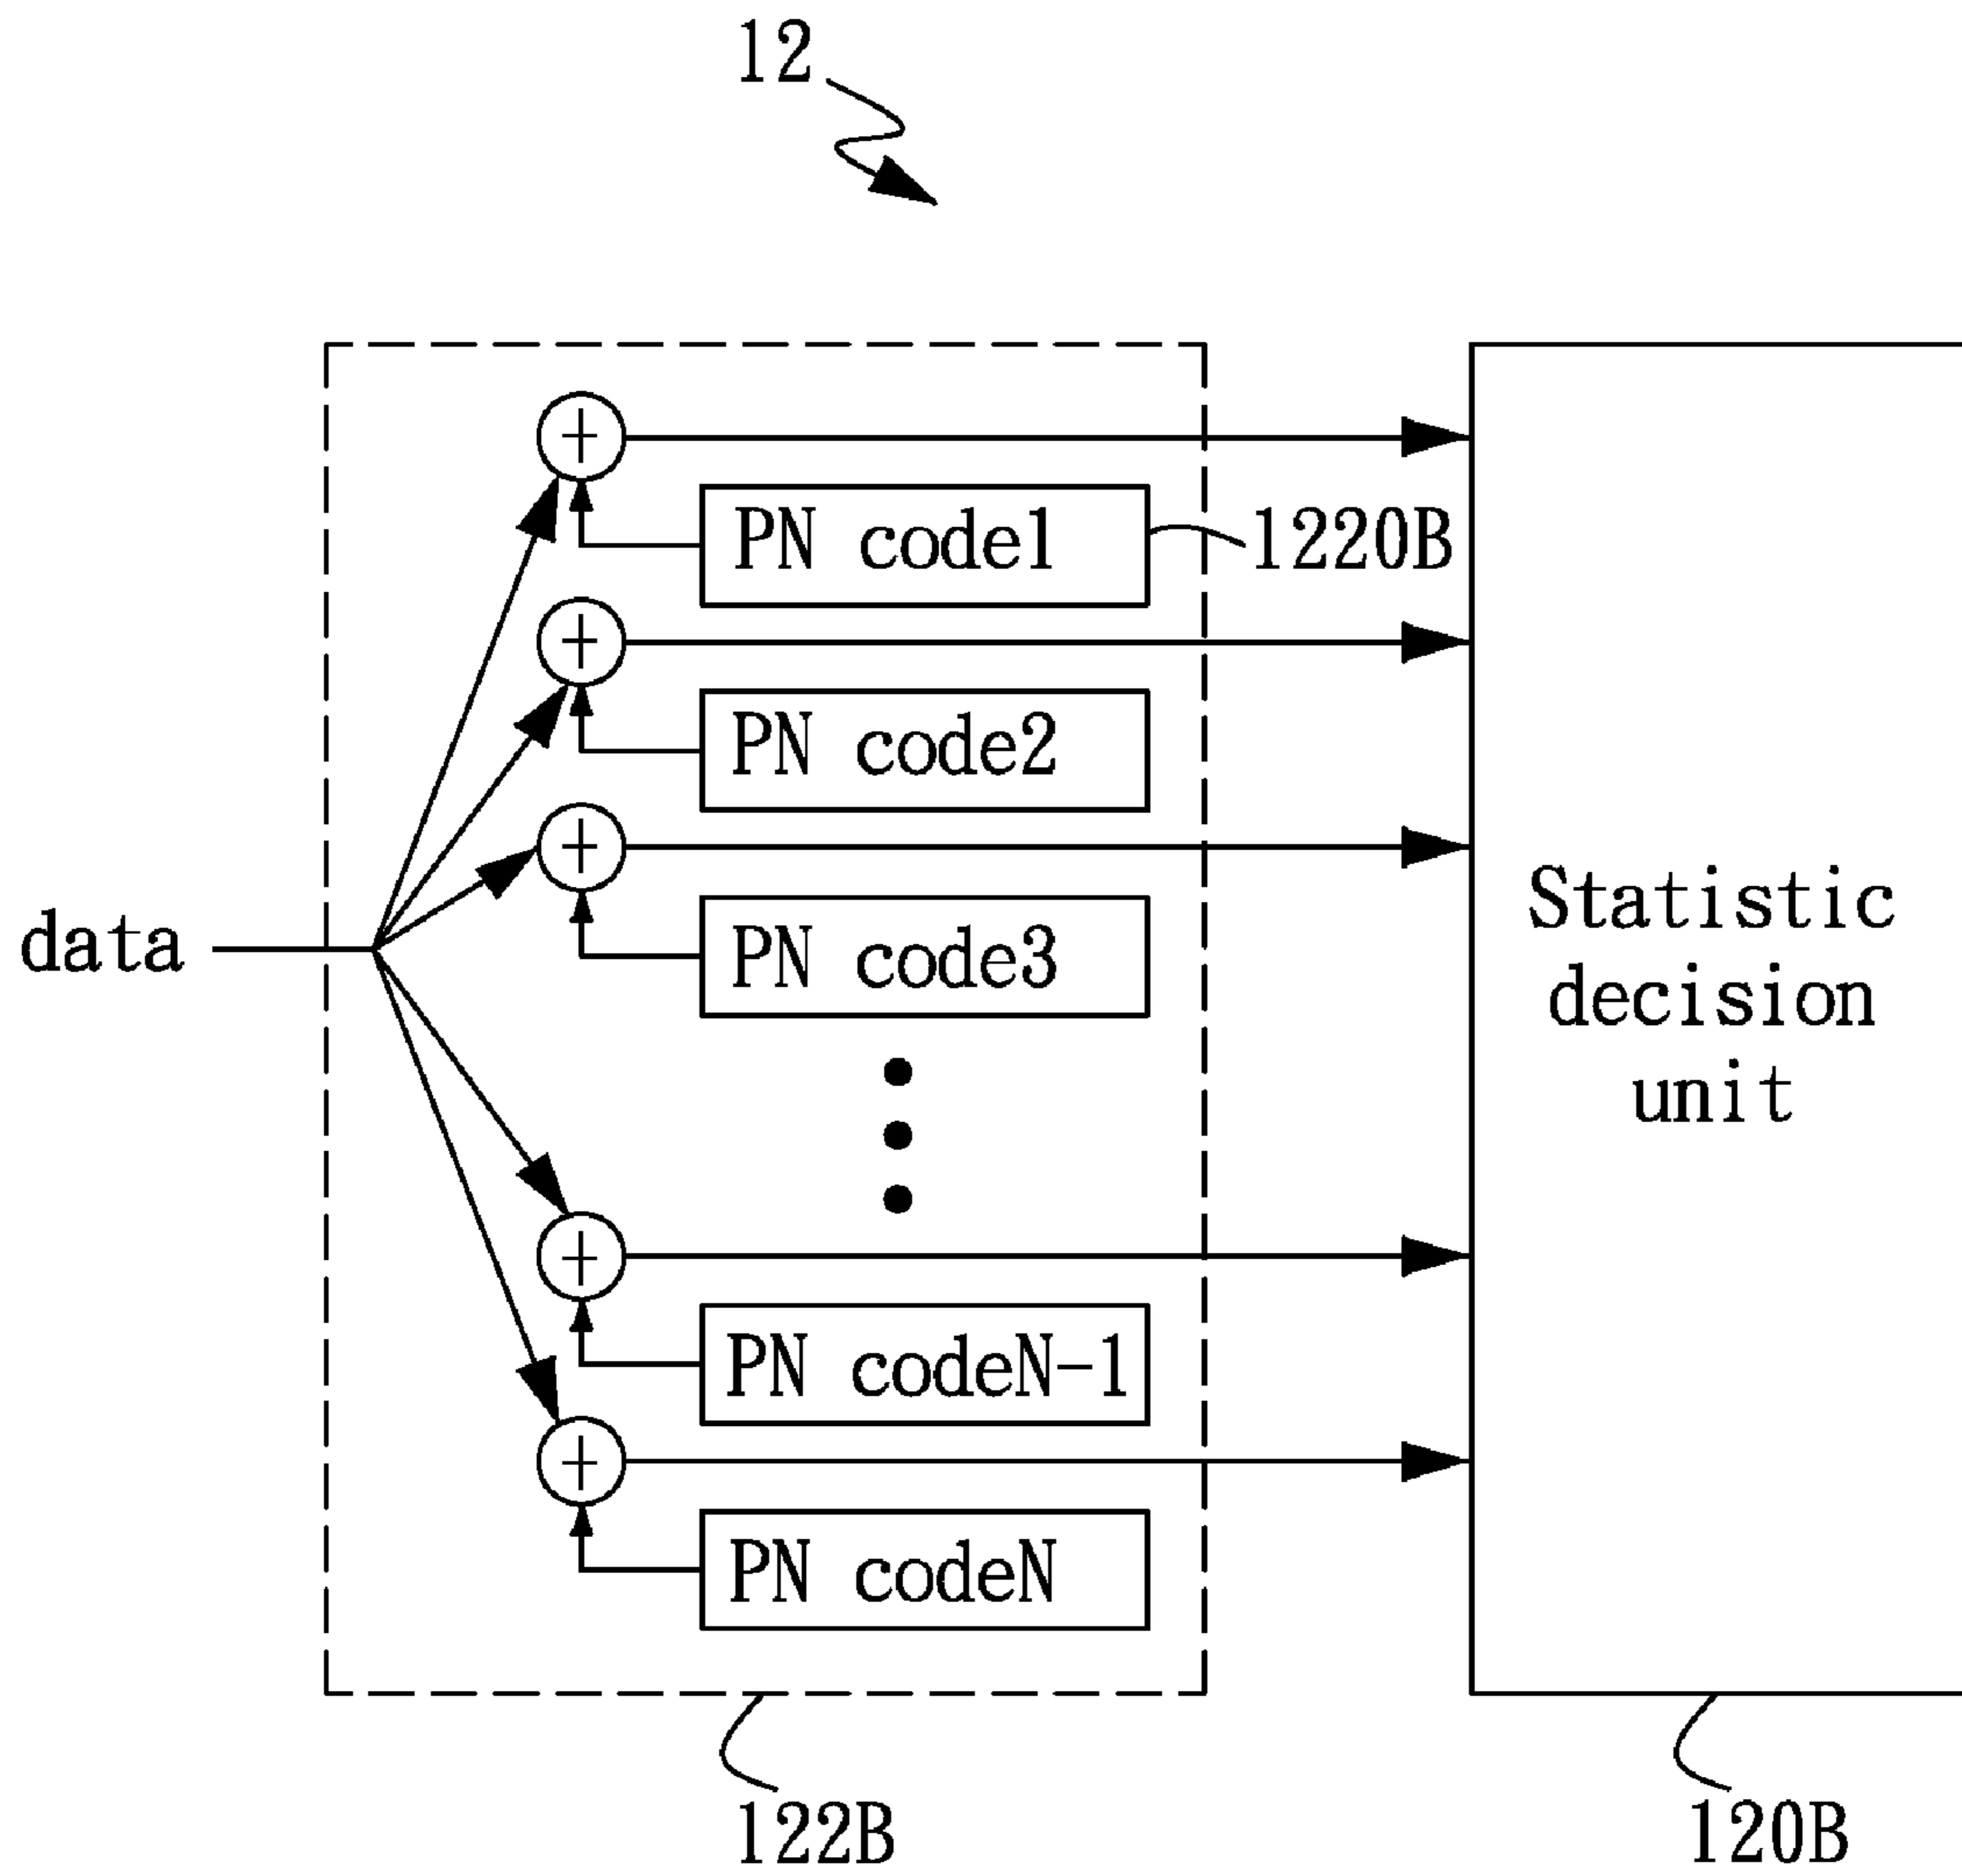 12
PN code1
1220B
PN code2
PN code3
data
Statistic
decision
unit
PN codeN-1
PN codeN
122B
120B